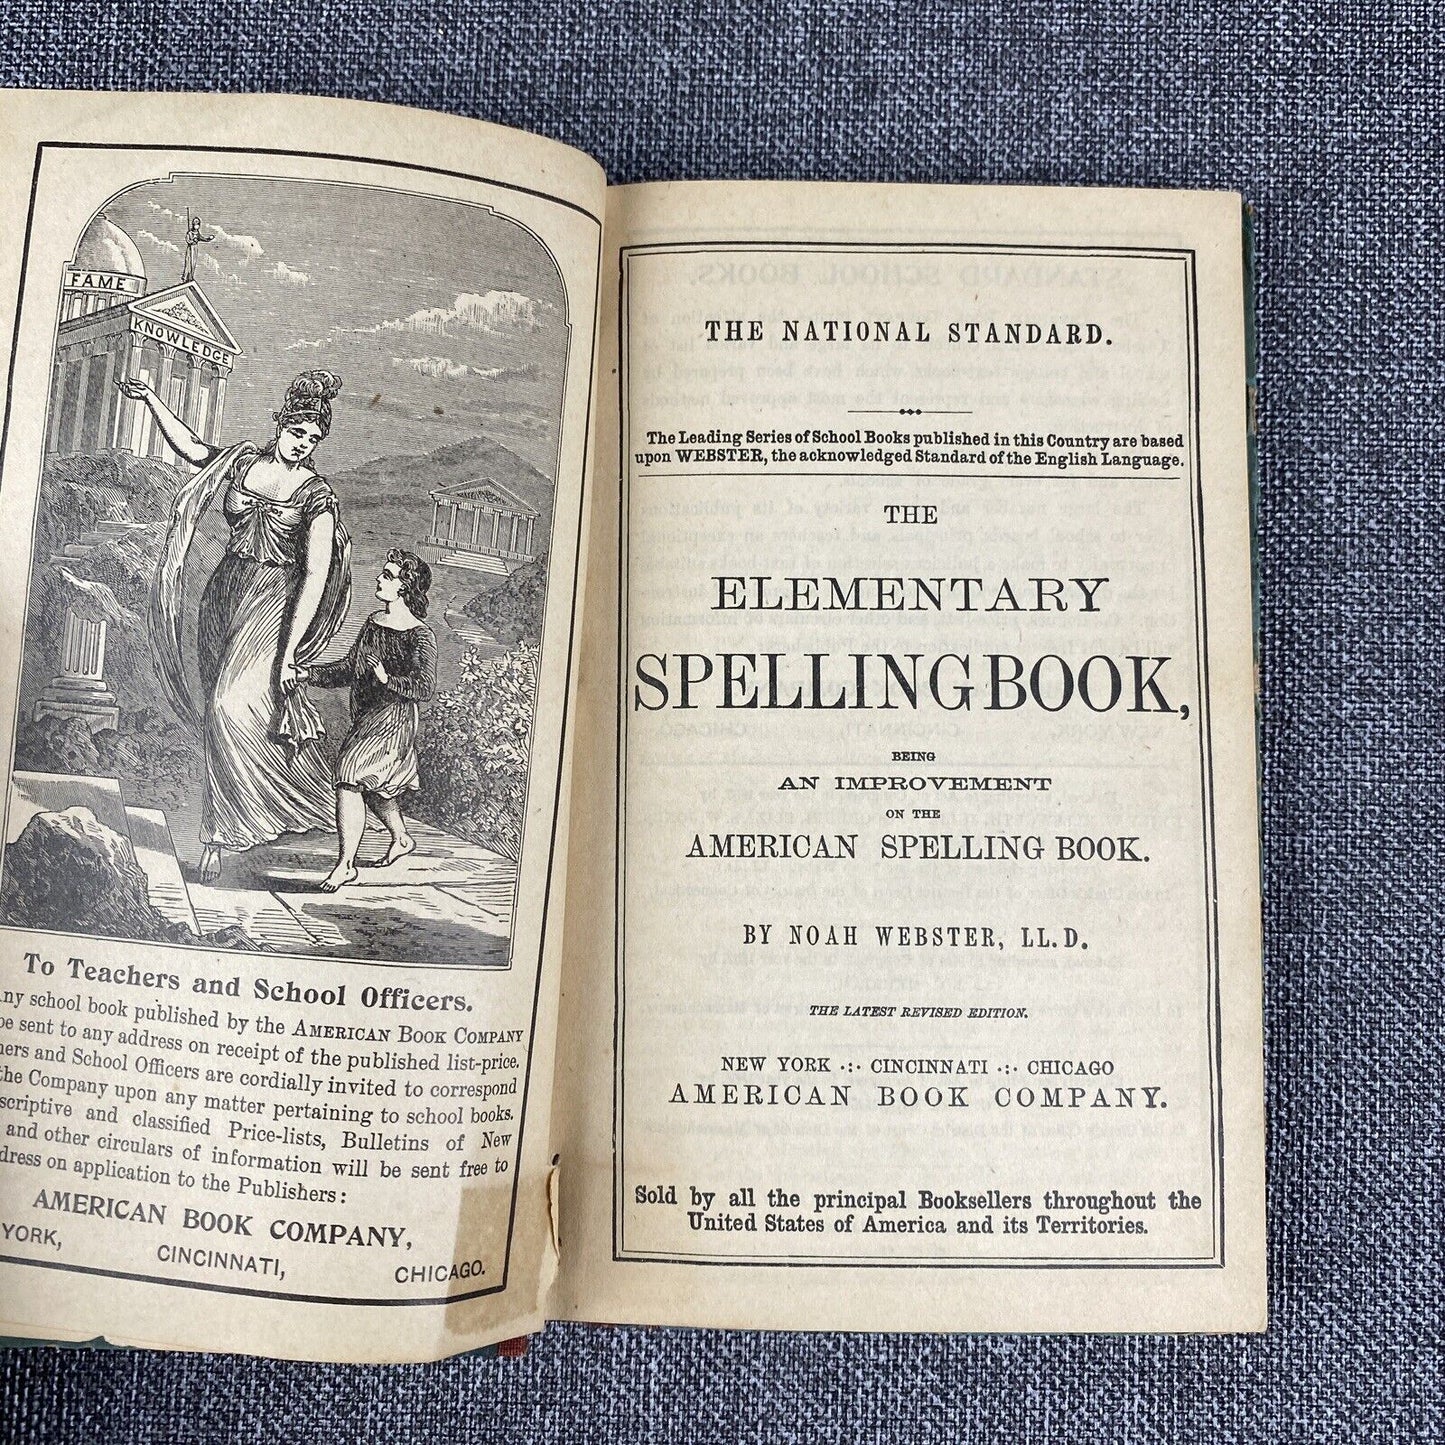 FAME
KNOWLEDGE
To Teachers and School Officers.
ny school book published by the AMERICAN BOOK COMPANY
be sent to any address on receipt of the published list-price.
hers and School Officers are cordially invited to correspond
the Company upon any matter pertaining to school books.
scriptive and classified Price-lists, Bulletins of New
and other circulars of information will be sent free to
dress on application to the Publishers:
AMERICAN BOOK COMPANY,
YORK, CINCINNATI, CHICAGO.
THE NATIONAL STANDARD.
The Leading Series of School Books published in this Country are based
upon WEBSTER, the acknowledged Standard of the English Language.
THE
ELEMENTARY
SPELLING BOOK,
BEING
AN IMPROVEMENT
ON THE
AMERICAN SPELLING BOOK.
BY NOAH WEBSTER, LL.D.
THE LATEST REVISED EDITION.
NEW YORK ·:· CINCINNATI ·:· CHICAGO
AMERICAN BOOK COMPANY.
Sold by all the principal Booksellers throughout the
United States of America and its Territories.